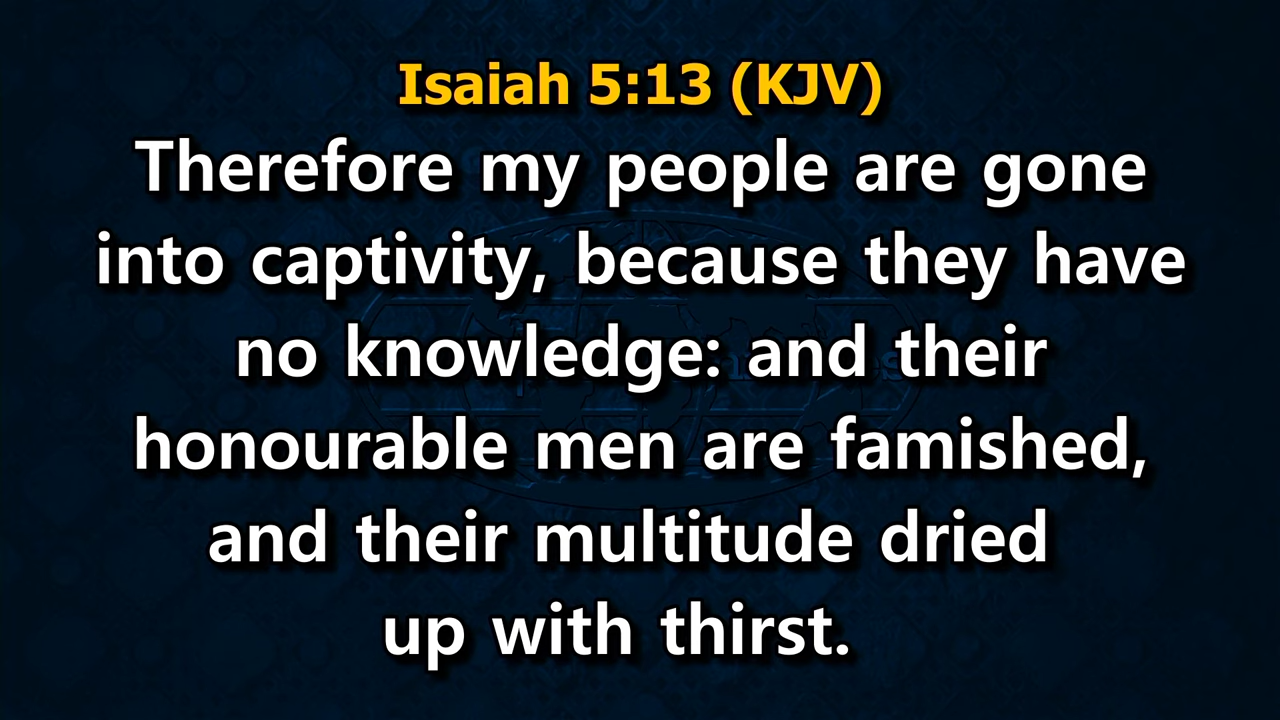 Isaiah 5:13 (KJV)
Therefore my people are gone
into captivity, because they have
no knowledge: and their
honourable men are famished,
and their multitude dried
up with thirst.